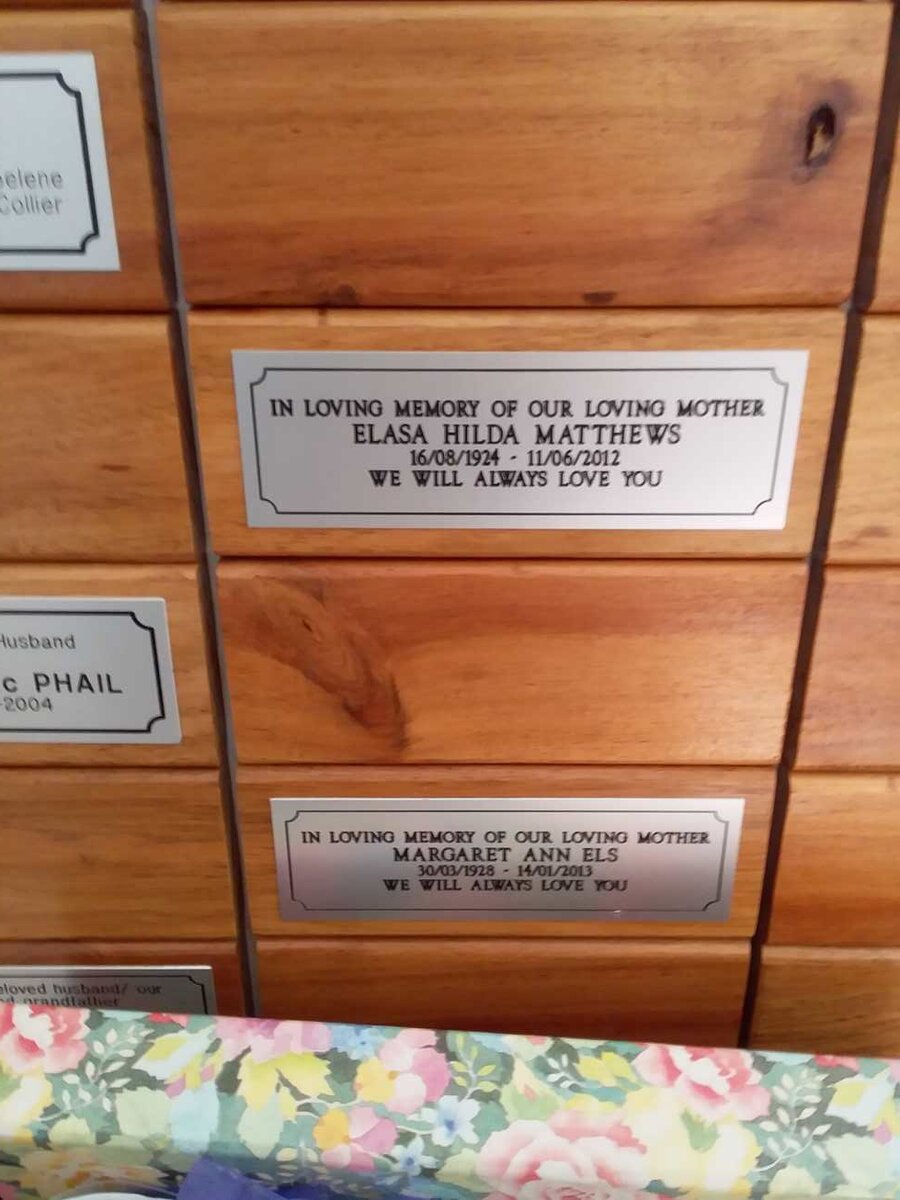 Collier
IN LOVING MEMORY OF OUR LOVING MOTHER
ELASA HILDA MATTHEWS
16/08/1924 - 11/06/2012
WE WILL ALWAYS LOVE YOU
Husband
PHAIL
-2004
IN LOVING MEMORY OF OUR LOVING MOTHER
MARGARET ANN ELS
30/03/1928 - 14/01/2013
WE WILL ALWAYS LOVE YOU
husband/ our
grandfather